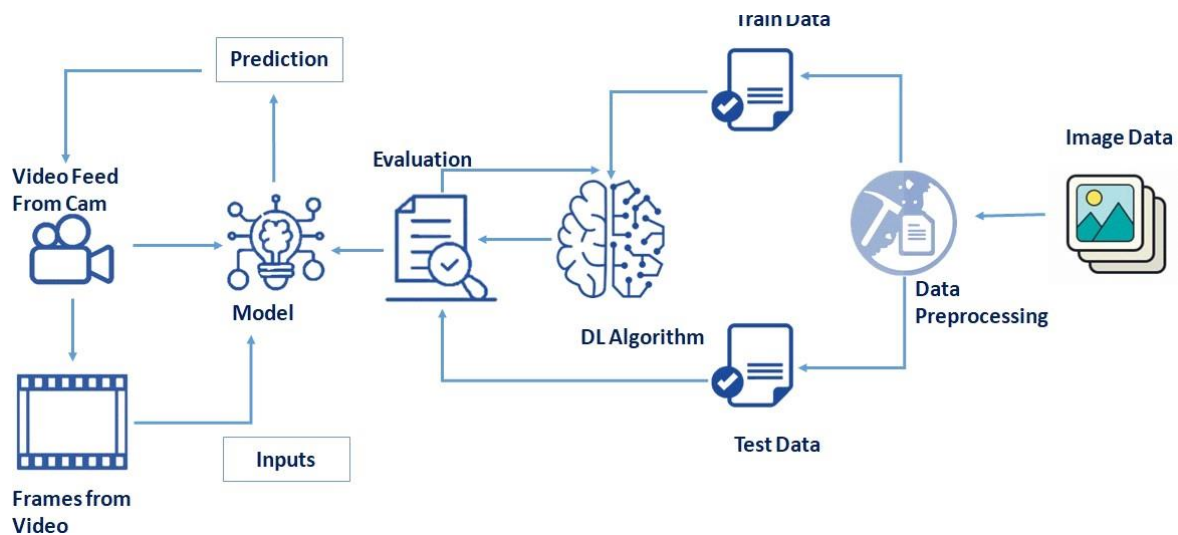 Train Data
Prediction
Image Data
Evaluation
Video Feed
From Cam
Model
Data
Preprocessing
DL Algorithm
Test Data
Inputs
Frames from
Video